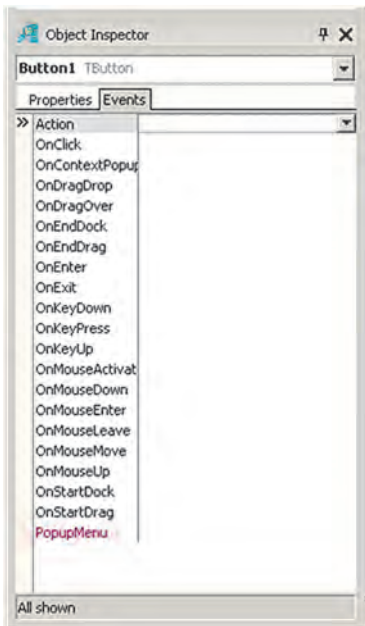 Object Inspector
Button1 TButton
Properties Events
» Action
OnClick
OnContextPopup
OnDragDrop
OnDragOver
OnEndDock
OnEndDrag
OnEnter
OnExit
OnKeyDown
OnKeyPress
OnKeyUp
OnMouseActivat
OnMouseDown
OnMouseEnter
OnMouseLeave
OnMouseMove
OnMouseUp
OnStartDock
OnStartDrag
PopupMenu
All shown